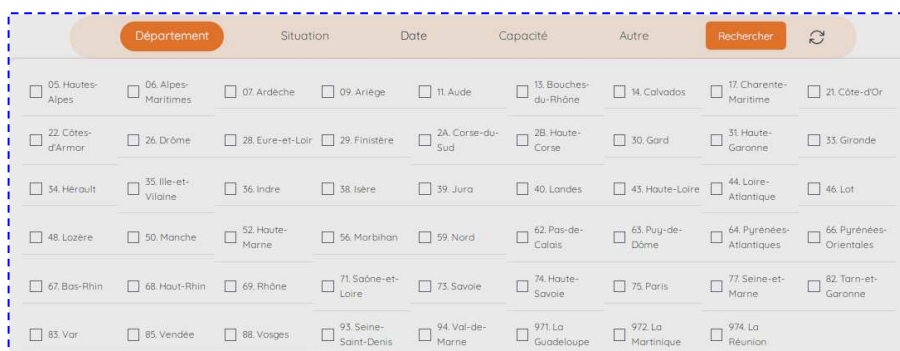 Département Situation Date Capacité Autre Rechercher
05. Hautes-Alpes 06. Alpes-Maritimes 07. Ardèche 09. Ariège 11. Aude 13. Bouches-du-Rhône 14. Calvados 17. Charente-Maritime 21. Côte-d'Or
22. Côtes-d'Armor 26. Drôme 28. Eure-et-Loir 29. Finistère 2A. Corse-du-Sud 2B. Haute-Corse 30. Gard 31. Haute-Garonne 33. Gironde
34. Hérault 35. Ille-et-Vilaine 36. Indre 38. Isère 39. Jura 40. Landes 43. Haute-Loire 44. Loire-Atlantique 46. Lot
48. Lozère 50. Manche 52. Haute-Marne 56. Morbihan 59. Nord 62. Pas-de-Calais 63. Puy-de-Dôme 64. Pyrénées-Atlantiques 66. Pyrénées-Orientales
67. Bas-Rhin 68. Haut-Rhin 69. Rhône 71. Saône-et-Loire 73. Savoie 74. Haute-Savoie 75. Paris 77. Seine-et-Marne 82. Tarn-et-Garonne
83. Var 85. Vendée 88. Vosges 93. Seine-Saint-Denis 94. Val-de-Marne 971. La Guadeloupe 972. La Martinique 974. La Réunion